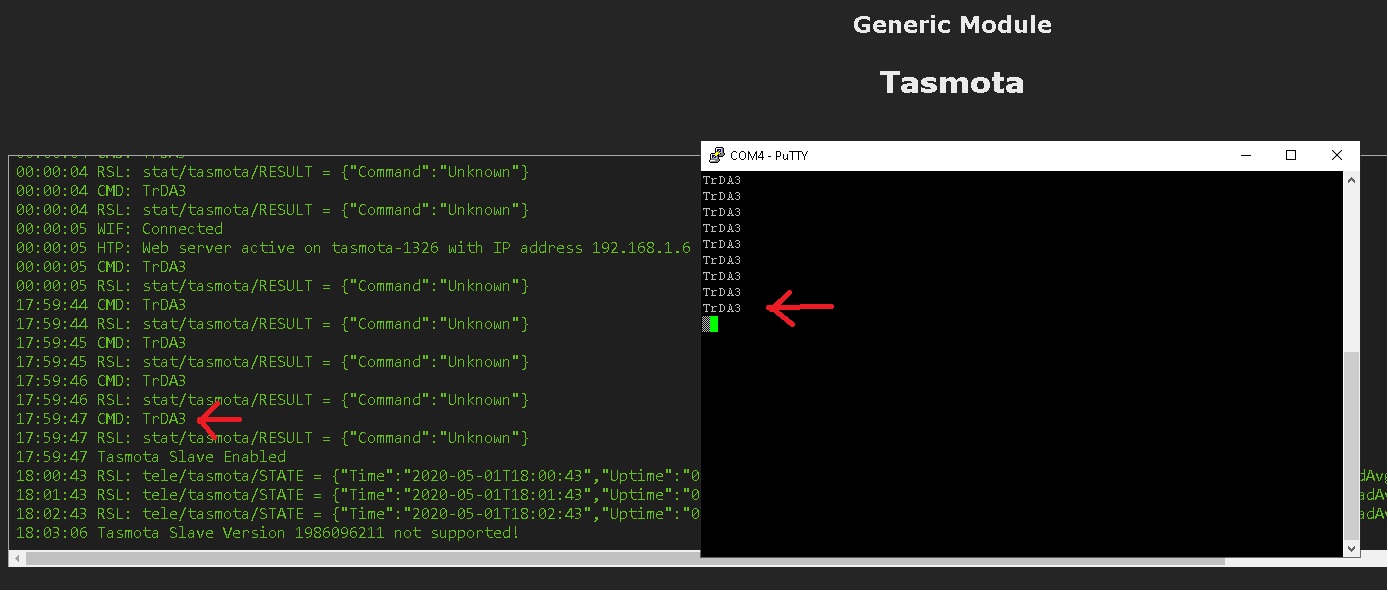 Generic Module
Tasmota
00:00:04 CMD: TrDA3
00:00:04 RSL: stat/tasmota/RESULT = {"Command":"Unknown"}
00:00:04 CMD: TrDA3
00:00:04 RSL: stat/tasmota/RESULT = {"Command":"Unknown"}
00:00:05 WIF: Connected
00:00:05 HTP: Web server active on tasmota-1326 with IP address 192.168.1.6
00:00:05 CMD: TrDA3
00:00:05 RSL: stat/tasmota/RESULT = {"Command":"Unknown"}
17:59:44 CMD: TrDA3
17:59:44 RSL: stat/tasmota/RESULT = {"Command":"Unknown"}
17:59:45 CMD: TrDA3
17:59:45 RSL: stat/tasmota/RESULT = {"Command":"Unknown"}
17:59:46 CMD: TrDA3
17:59:46 RSL: stat/tasmota/RESULT = {"Command":"Unknown"}
17:59:47 CMD: TrDA3
17:59:47 RSL: stat/tasmota/RESULT = {"Command":"Unknown"}
17:59:47 Tasmota Slave Enabled
18:00:43 RSL: tele/tasmota/STATE = {"Time":"2020-05-01T18:00:43","Uptime":"0
18:01:43 RSL: tele/tasmota/STATE = {"Time":"2020-05-01T18:01:43","Uptime":"0
18:02:43 RSL: tele/tasmota/STATE = {"Time":"2020-05-01T18:02:43","Uptime":"0
18:03:06 Tasmota Slave Version 1986096211 not supported!
COM4 - PuTTY
TrDA3
TrDA3
TrDA3
TrDA3
TrDA3
TrDA3
TrDA3
TrDA3
TrDA3